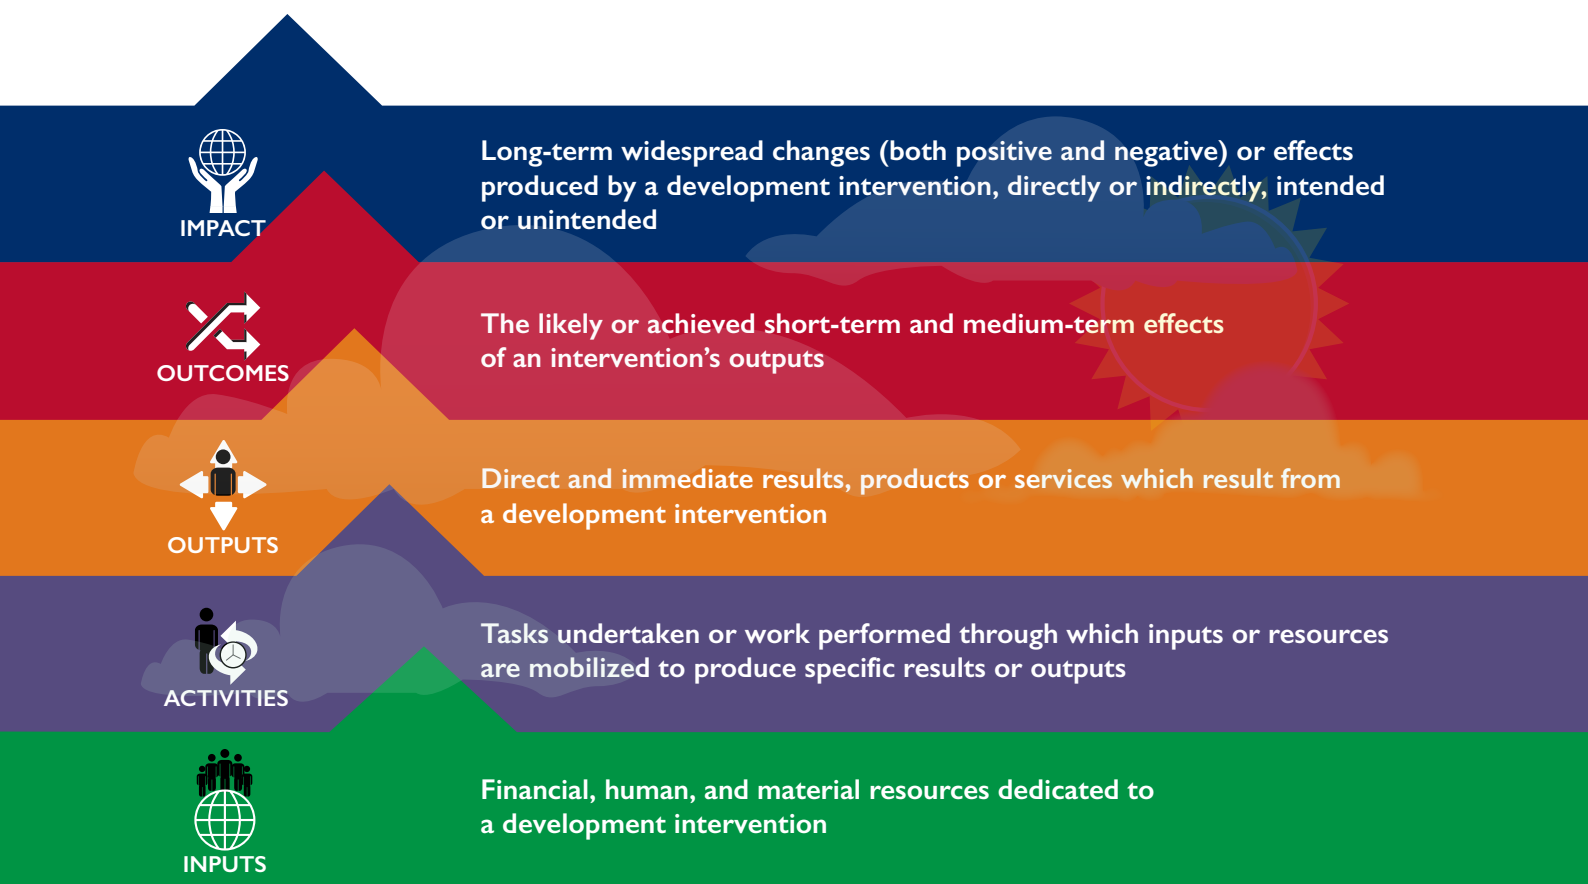 IMPACT
Long-term widespread changes (both positive and negative) or effects
produced by a development intervention, directly or indirectly, intended
or unintended
OUTCOMES
The likely or achieved short-term and medium-term effects
of an intervention’s outputs
OUTPUTS
Direct and immediate results, products or services which result from
a development intervention
ACTIVITIES
Tasks undertaken or work performed through which inputs or resources
are mobilized to produce specific results or outputs
INPUTS
Financial, human, and material resources dedicated to
a development intervention